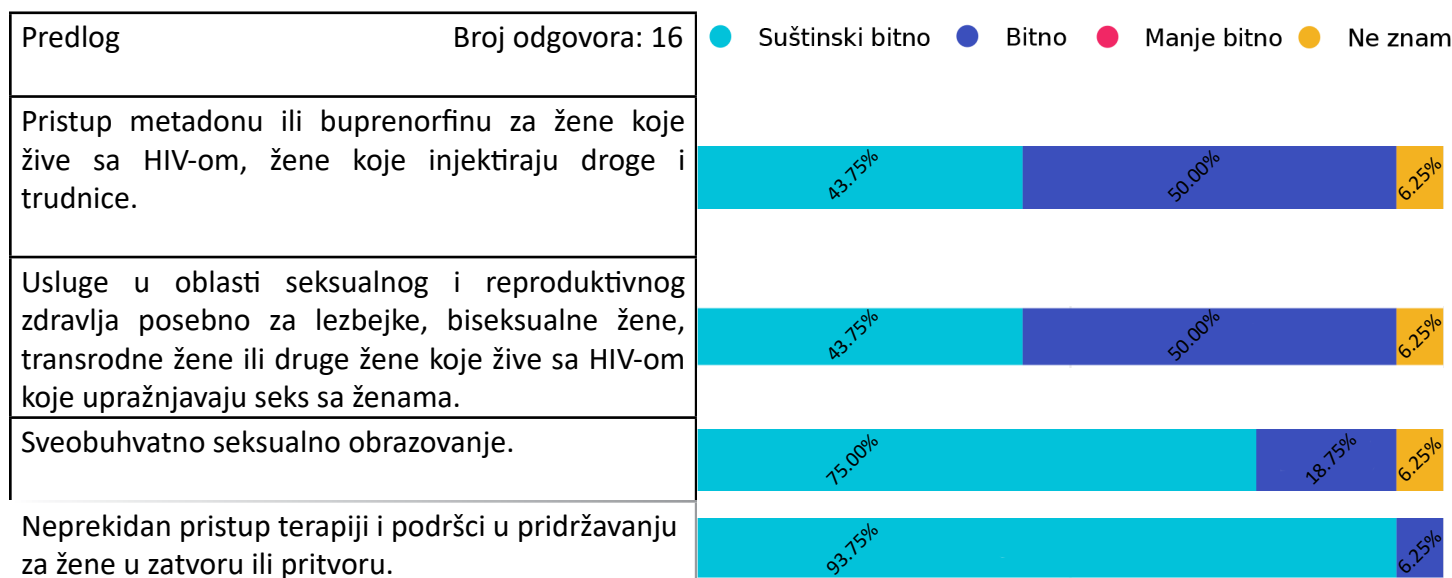 Predlog Broj odgovora: 16
Suštinski bitno Bitno Manje bitno Ne znam
Pristup metadonu ili buprenorfinu za žene koje
žive sa HIV-om, žene koje injektiraju droge i
trudnice.
43.75% 50.00% 6.25%
Usluge u oblasti seksualnog i reproduktivnog
zdravlja posebno za lezbejke, biseksualne žene,
transrodne žene ili druge žene koje žive sa HIV-om
koje upražnjavaju seks sa ženama.
43.75% 50.00% 6.25%
Sveobuhvatno seksualno obrazovanje.
75.00% 18.75% 6.25%
Neprekidan pristup terapiji i podršci u pridržavanju
za žene u zatvoru ili pritvoru.
93.75% 6.25%